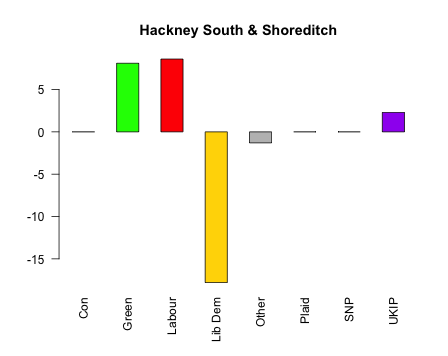 Hackney South & Shoreditch
5
0
-5
-10
-15
Con
Green
Labour
Lib Dem
Other
Plaid
SNP
UKIP